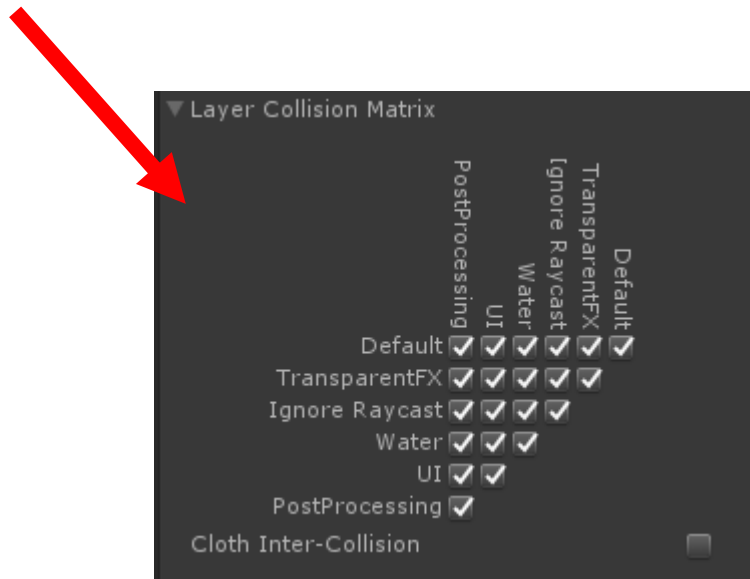 Layer Collision Matrix
PostProcessing
UI
Water
Ignore Raycast
TransparentFX
Default
Default
TransparentFX
Ignore Raycast
Water
UI
PostProcessing
Cloth Inter-Collision